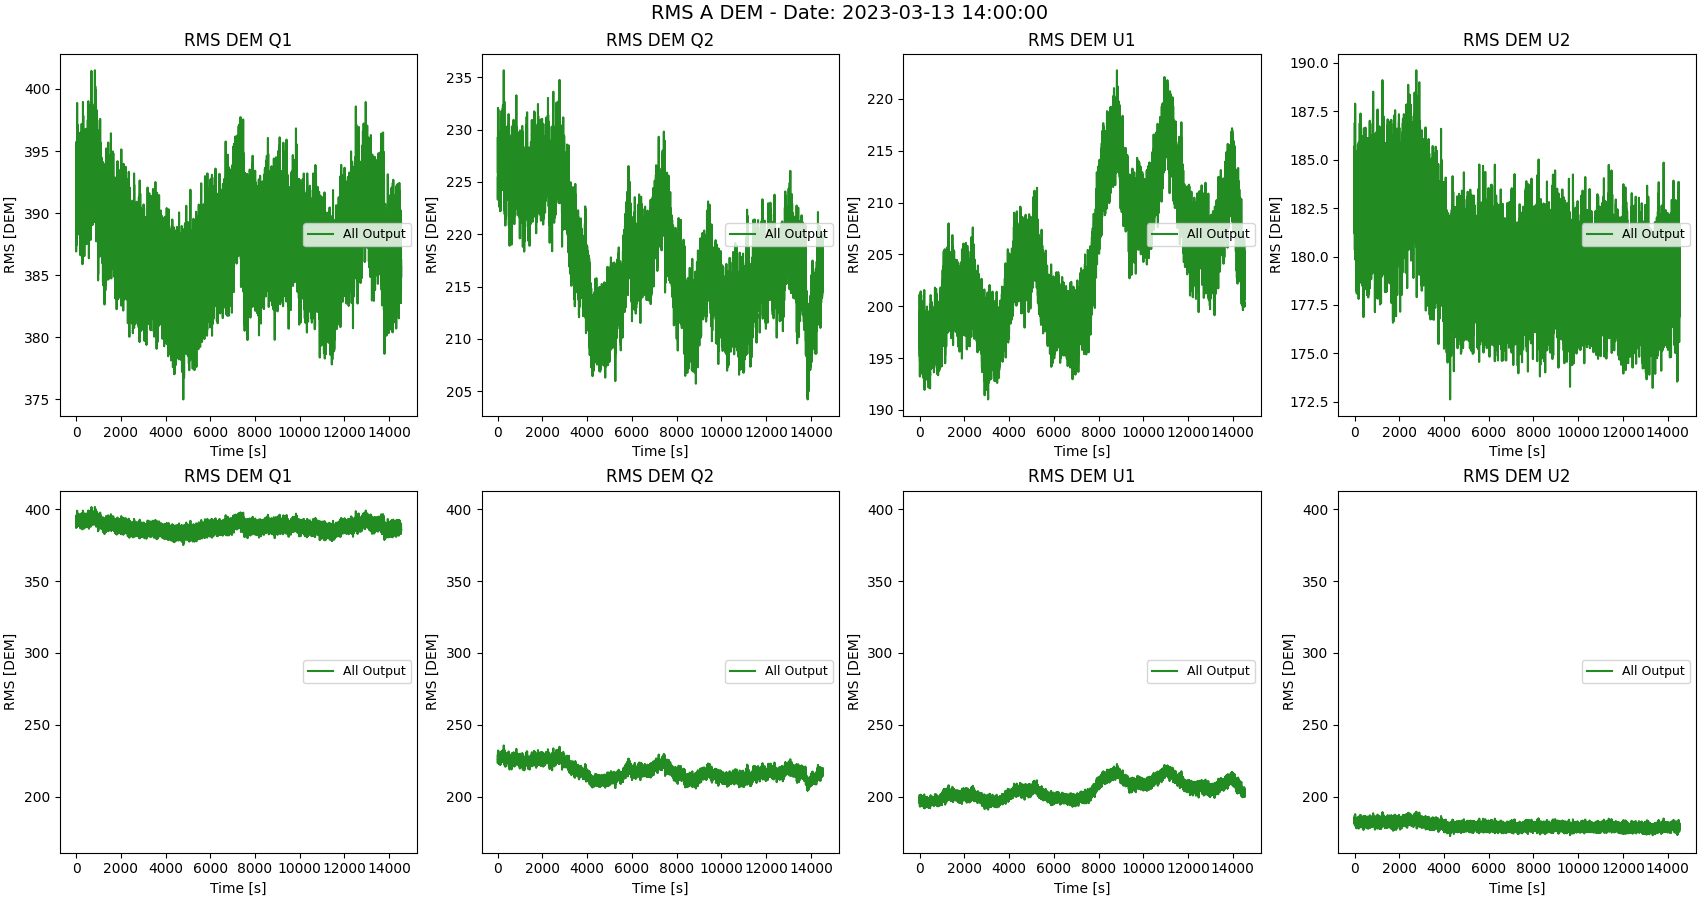 RMS A DEM - Date: 2023-03-13 14:00:00
RMS DEM Q1
RMS [DEM]
400
395
390
385
380
375
All Output
0 2000 4000 6000 8000 10000 12000 14000
Time [s]
RMS DEM Q2
RMS [DEM]
235
230
225
220
215
210
205
All Output
0 2000 4000 6000 8000 10000 12000 14000
Time [s]
RMS DEM U1
RMS [DEM]
220
215
210
205
200
195
190
All Output
0 2000 4000 6000 8000 10000 12000 14000
Time [s]
RMS DEM U2
RMS [DEM]
190.0
187.5
185.0
182.5
180.0
177.5
175.0
172.5
All Output
0 2000 4000 6000 8000 10000 12000 14000
Time [s]
RMS DEM Q1
RMS [DEM]
400
350
300
250
200
All Output
0 2000 4000 6000 8000 10000 12000 14000
Time [s]
RMS DEM Q2
RMS [DEM]
400
350
300
250
200
All Output
0 2000 4000 6000 8000 10000 12000 14000
Time [s]
RMS DEM U1
RMS [DEM]
400
350
300
250
200
All Output
0 2000 4000 6000 8000 10000 12000 14000
Time [s]
RMS DEM U2
RMS [DEM]
400
350
300
250
200
All Output
0 2000 4000 6000 8000 10000 12000 14000
Time [s]